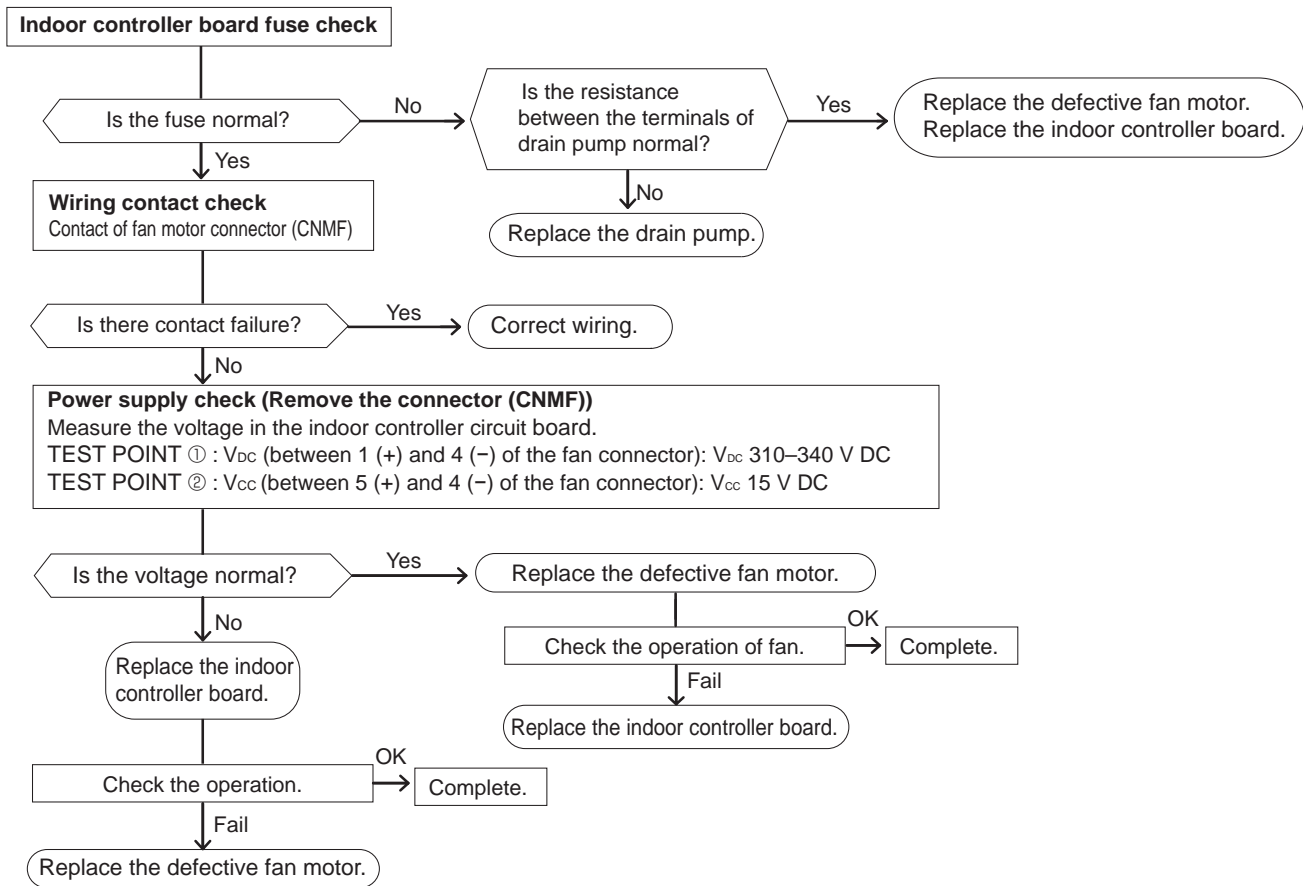 Indoor controller board fuse check
Is the fuse normal?
No
Is the resistance
between the terminals of
drain pump normal?
Yes
Replace the defective fan motor.
Replace the indoor controller board.
No
Replace the drain pump.
Yes
Wiring contact check
Contact of fan motor connector (CNMF)
Is there contact failure?
Yes
Correct wiring.
No
Power supply check (Remove the connector (CNMF))
Measure the voltage in the indoor controller circuit board.
TEST POINT ① : VDC (between 1 (+) and 4 (−) of the fan connector): VDC 310–340 V DC
TEST POINT ② : VCC (between 5 (+) and 4 (−) of the fan connector): VCC 15 V DC
Is the voltage normal?
Yes
Replace the defective fan motor.
Check the operation of fan.
OK
Complete.
Fail
Replace the indoor controller board.
No
Replace the indoor
controller board.
Check the operation.
OK
Complete.
Fail
Replace the defective fan motor.